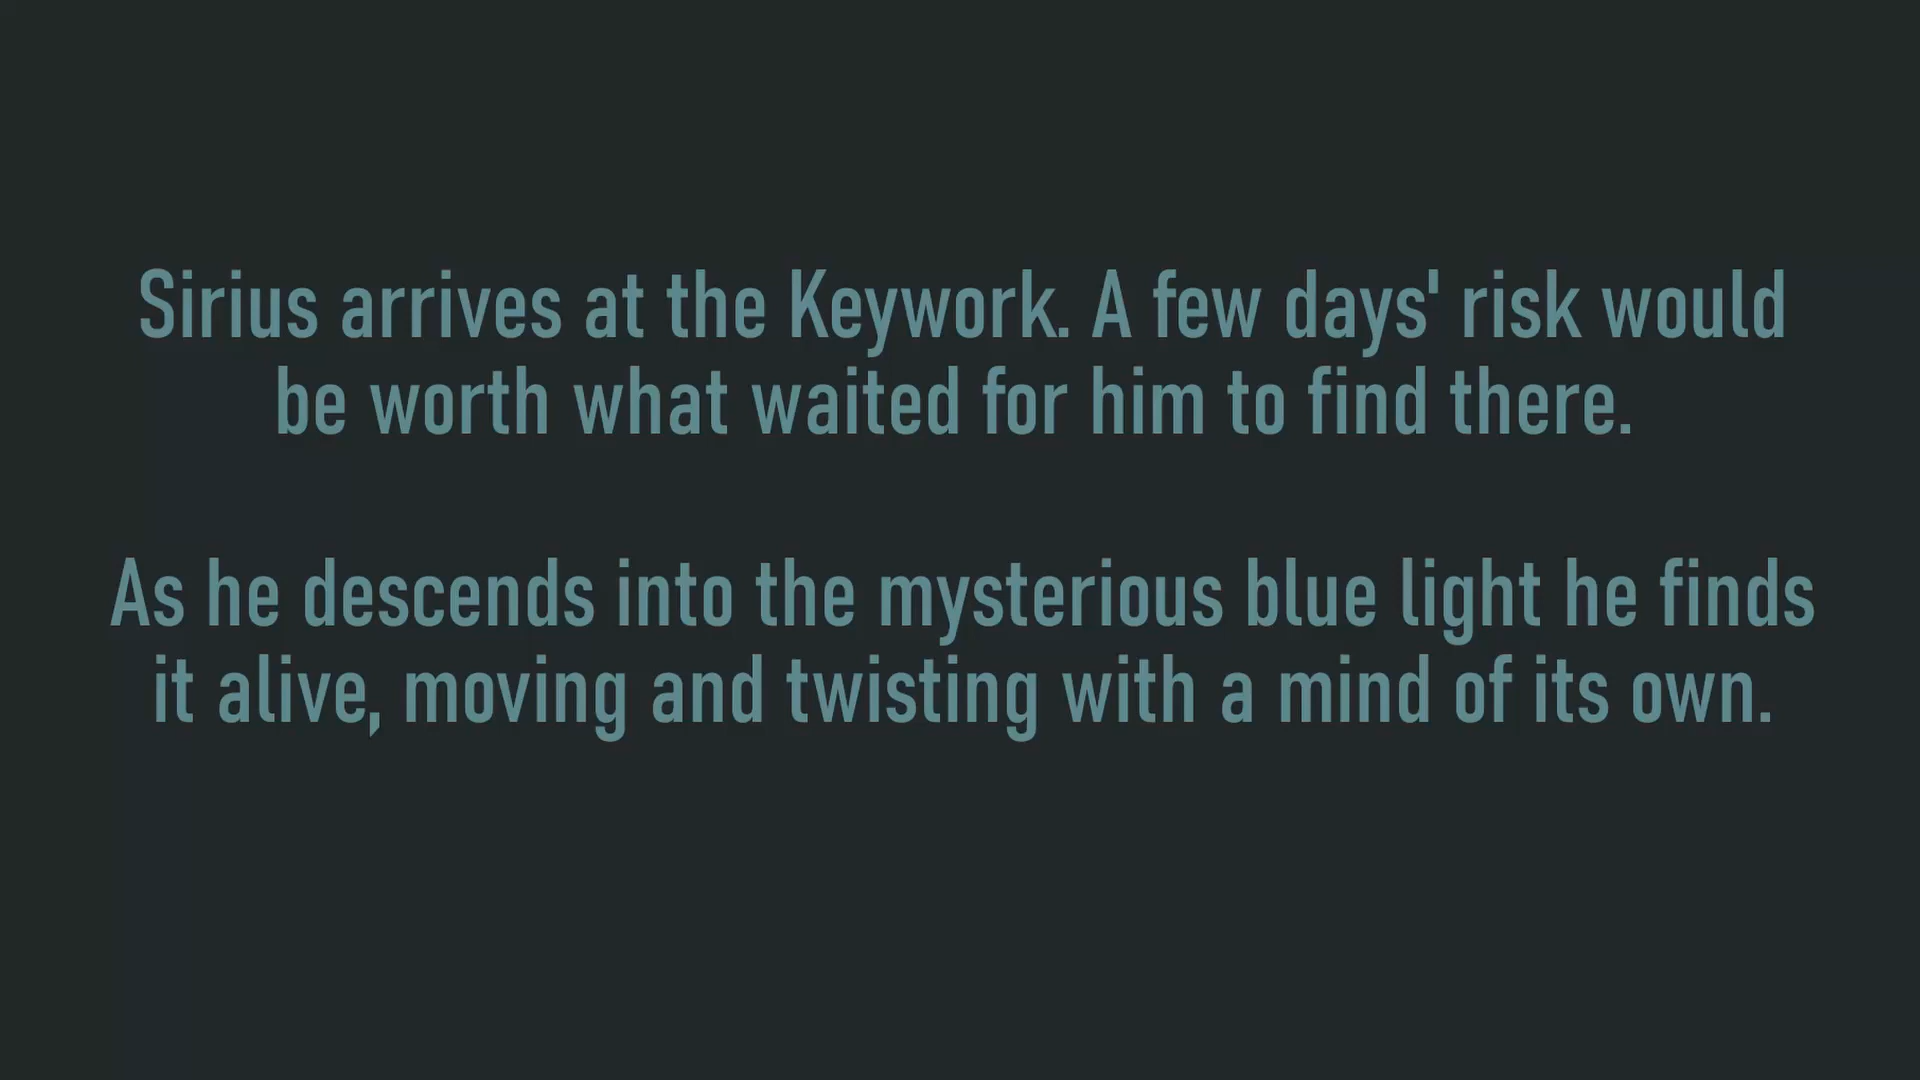 Sirius arrives at the Keywork. A few days' risk would
be worth what waited for him to find there.
As he descends into the mysterious blue light he finds
it alive, moving and twisting with a mind of its own.